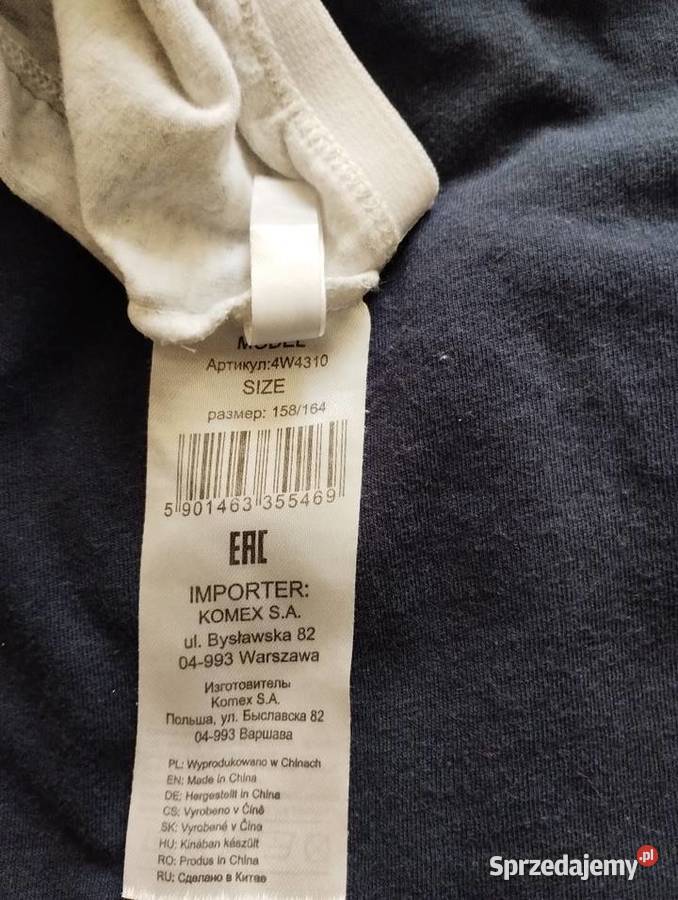 MODEL
Артикул:4W4310
SIZE
размер: 158/164
5 901463 355469
EAC
IMPORTER:
KOMEX S.A.
ul. Bysławska 82
04-993 Warszawa
Изготовитель
Komex S.A.
Польша, ул. Быславска 82
04-993 Варшава
PL: Wyprodukowano w Chinach
EN: Made in China
DE: Hergestellt in China
CS: Vyrobeno v Číně
SK: Vyrobené v Čína
HU: Kínában készült
RO: Produs in China
RU: Сделано в Китае
Sprzedajemy.pl